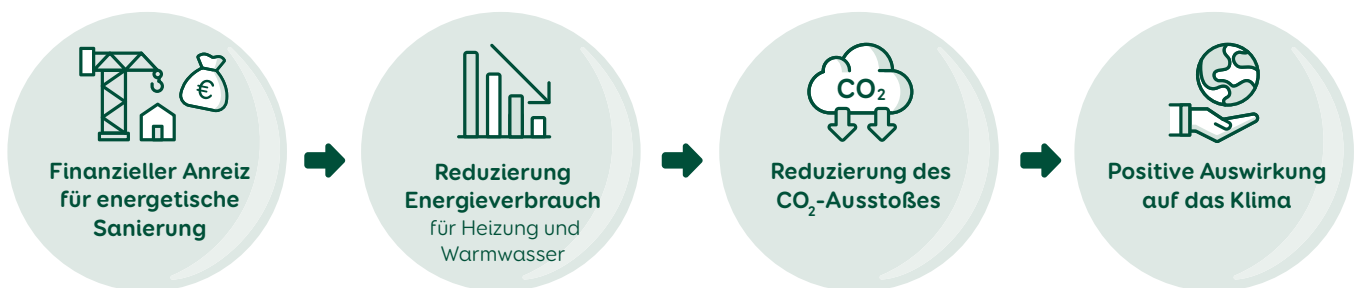 €
Finanzieller Anreiz
für energetische
Sanierung
Reduzierung
Energieverbrauch
für Heizung und
Warmwasser
CO₂
Reduzierung des
CO₂-Ausstoßes
Positive Auswirkung
auf das Klima